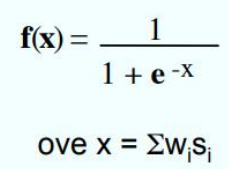 f(x) = 1 / (1 + e^-x)
ove x = Σwᵢsᵢ